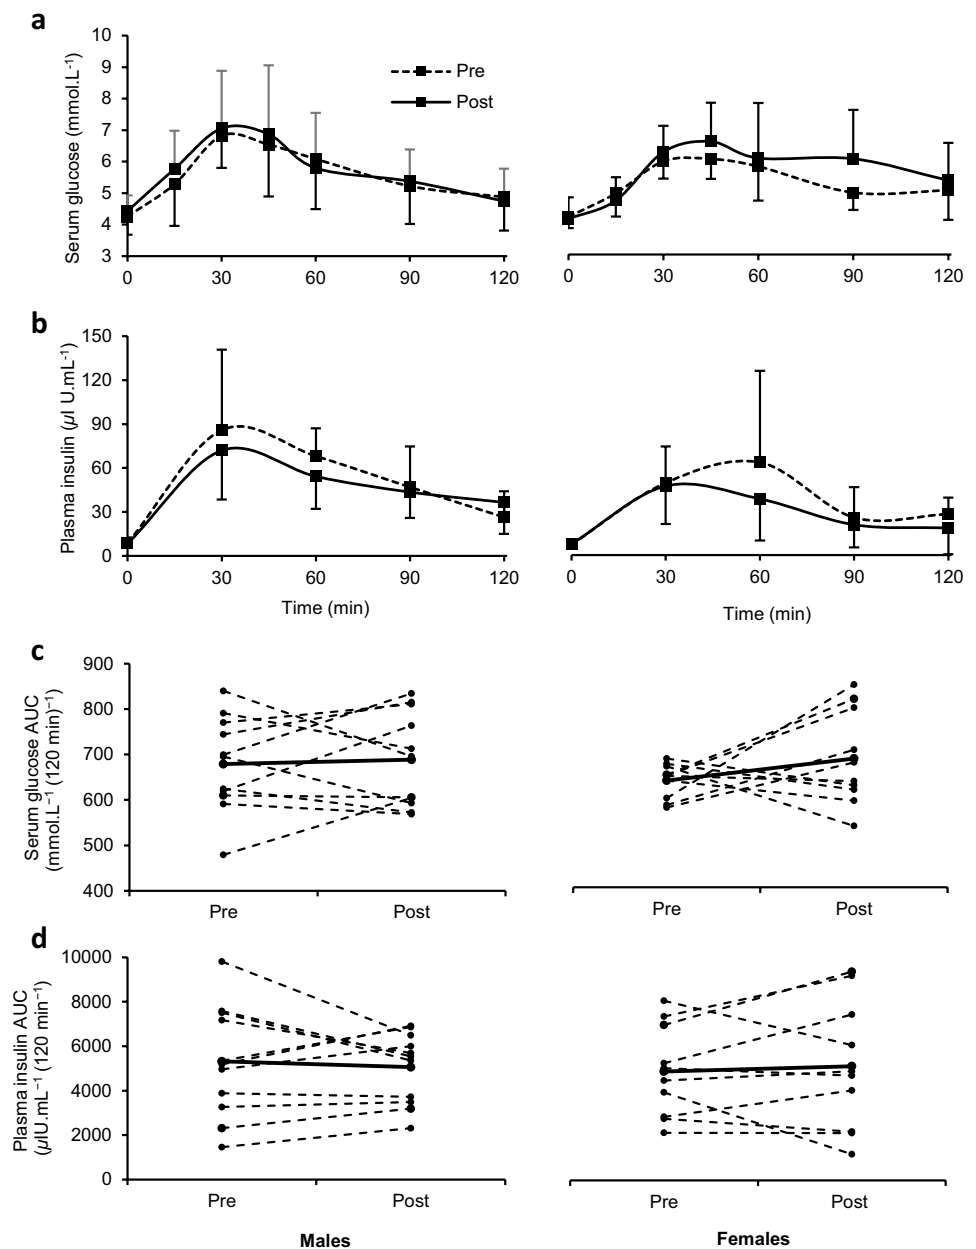 a
Serum glucose (mmol.L⁻¹)
10
9
8
7
6
5
4
3
Pre
Post
0 30 60 90 120
0 30 60 90 120
b
Plasma insulin (µI U.mL⁻¹)
150
120
90
60
30
0
0 30 60 90 120
0 30 60 90 120
Time (min)
Time (min)
c
Serum glucose AUC
(mmol.L⁻¹ (120 min)⁻¹)
900
800
700
600
500
400
Pre Post
Pre Post
d
Plasma insulin AUC
(µIU.mL⁻¹ (120 min⁻¹)
10000
8000
6000
4000
2000
0
Pre Post
Pre Post
Males
Females